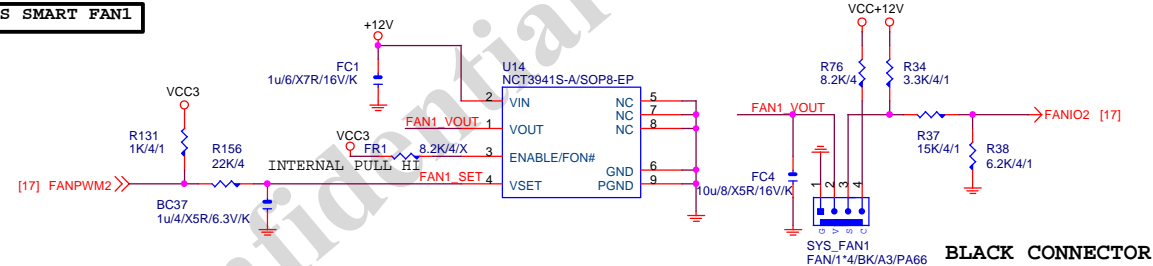 S SMART FAN1
+12V
FC1
1u/6/X7R/16V/K
VCC3
R131
1K/4/1
R156
22K/4
[17] FANPWM2
BC37
1u/4/X5R/6.3V/K
VCC3
FR1 8.2K/4/X
INTERNAL PULL HI
FAN1_VOUT
FAN1_SET
U14
NCT3941S-A/SOP8-EP
2 VIN
1 VOUT
3 ENABLE/FON#
4 VSET
NC 5
NC 7
NC 8
GND 6
PGND 9
VCC+12V
R76
8.2K/4
R34
3.3K/4/1
FAN1_VOUT
FC4
10u/8/X5R/16V/K
R37
15K/4/1
R38
6.2K/4/1
FANIO2 [17]
1 2 3 4
G V S C
SYS_FAN1
FAN/1*4/BK/A3/PA66
BLACK CONNECTOR